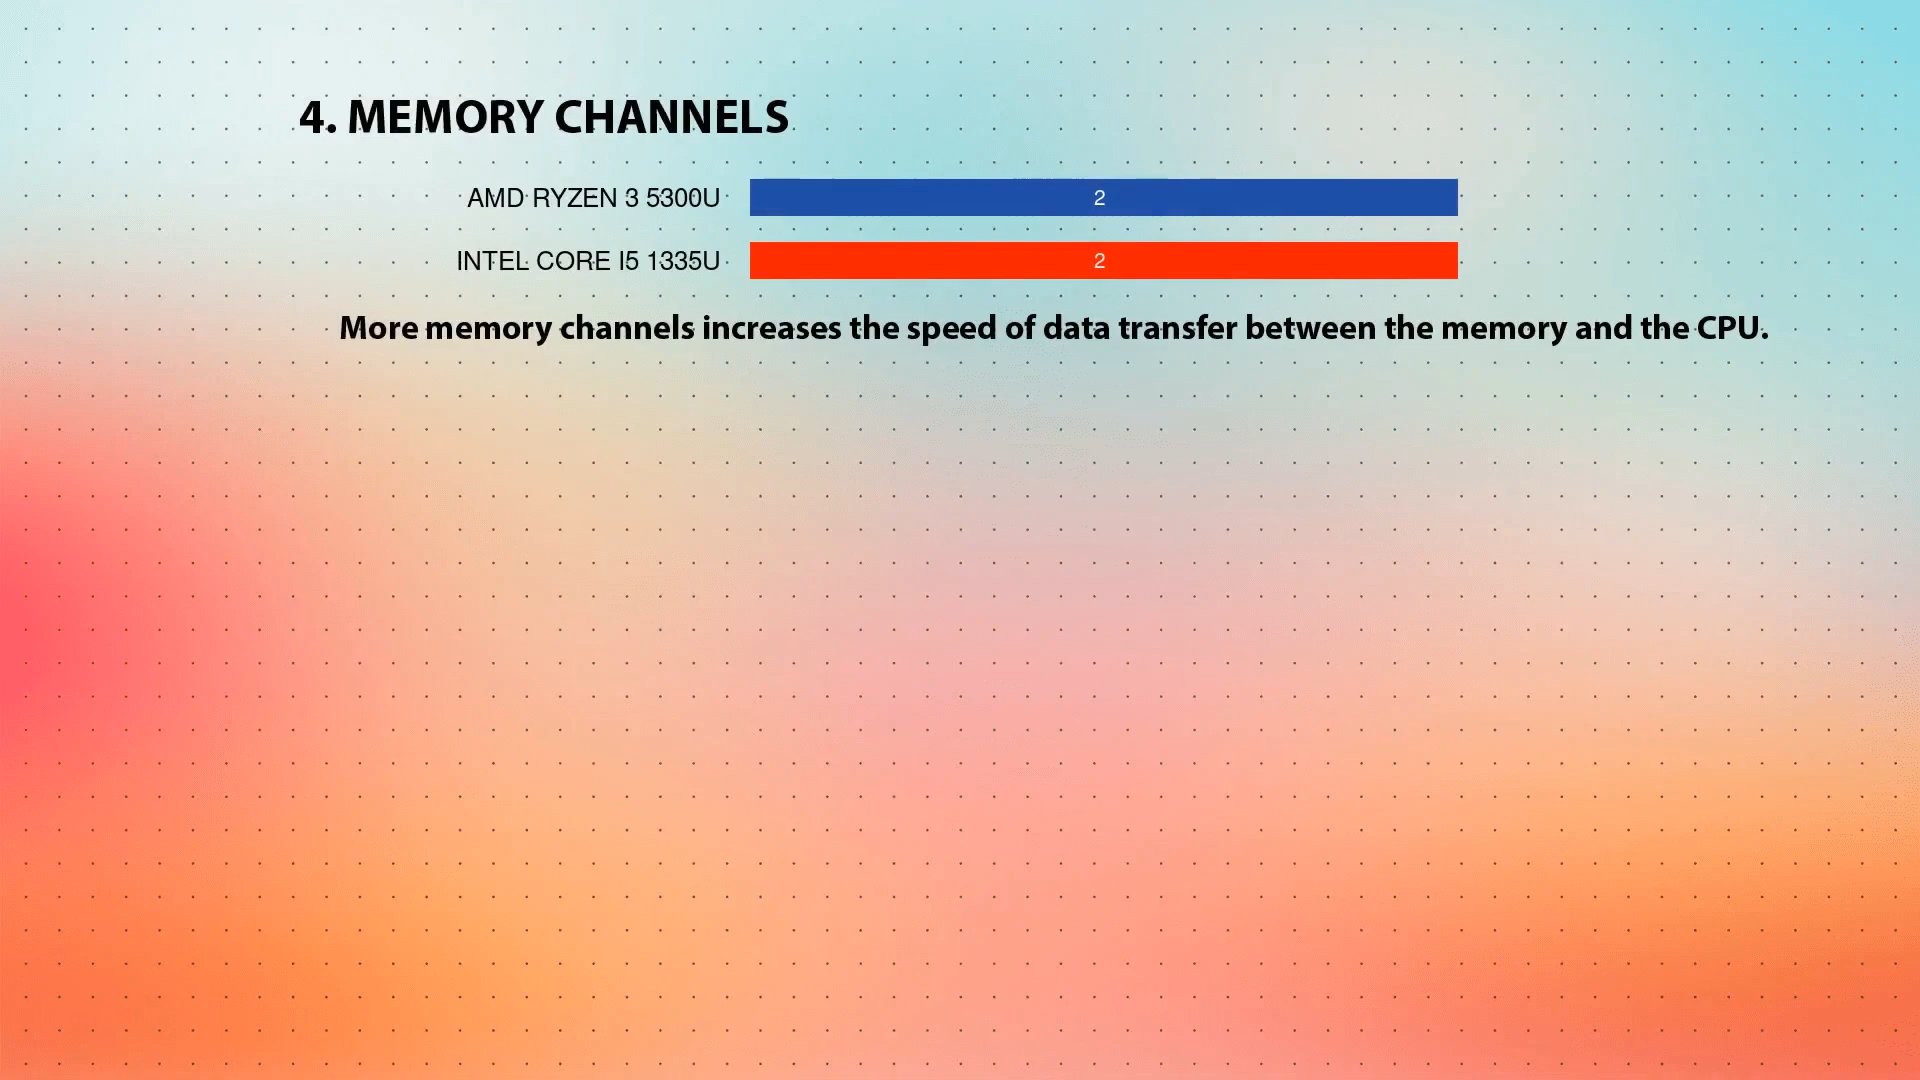 4. MEMORY CHANNELS
AMD RYZEN 3 5300U 2
INTEL CORE I5 1335U 2
More memory channels increases the speed of data transfer between the memory and the CPU.